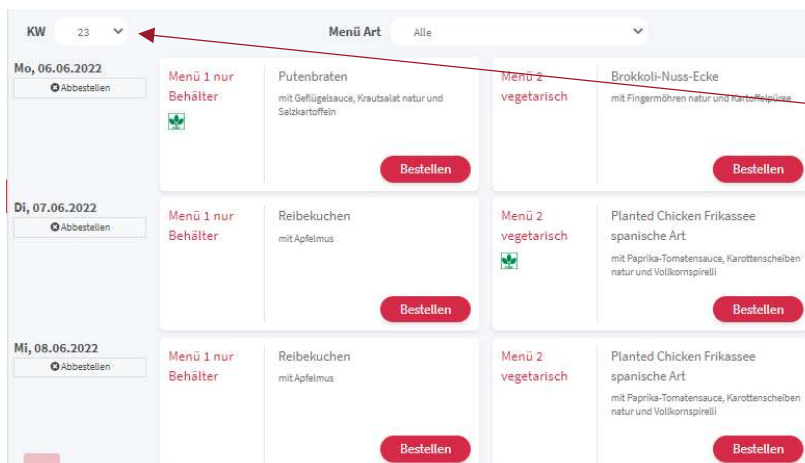 KW 23 Menü Art Alle
Mo, 06.06.2022
Abbestellen
Menü 1 nur
Behälter
Putenbraten
mit Geflügelsauce, Krautsalat natur und
Salzkartoffeln
Bestellen
Menü 2
vegetarisch
Brokkoli-Nuss-Ecke
mit Fingermöhren natur und Kartoffelpüree
Bestellen
Di, 07.06.2022
Abbestellen
Menü 1 nur
Behälter
Reibekuchen
mit Apfelmus
Bestellen
Menü 2
vegetarisch
Planted Chicken Frikassee
spanische Art
mit Paprika-Tomatensauce, Karottenscheiben
natur und Vollkornspirelli
Bestellen
Mi, 08.06.2022
Abbestellen
Menü 1 nur
Behälter
Reibekuchen
mit Apfelmus
Bestellen
Menü 2
vegetarisch
Planted Chicken Frikassee
spanische Art
mit Paprika-Tomatensauce, Karottenscheiben
natur und Vollkornspirelli
Bestellen